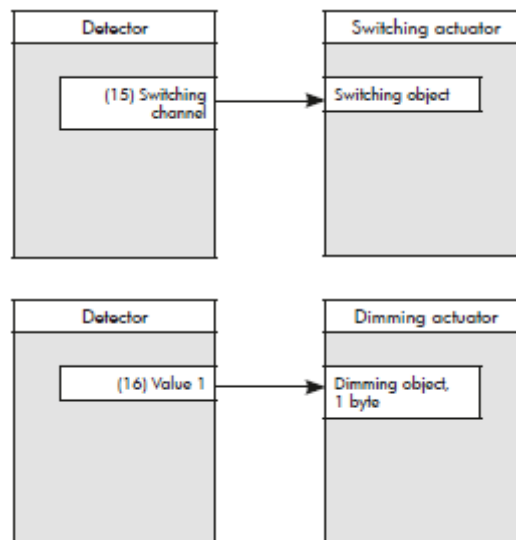 Detector
Switching actuator
(15) Switching
channel
Switching object
Detector
Dimming actuator
(16) Value 1
Dimming object,
1 byte